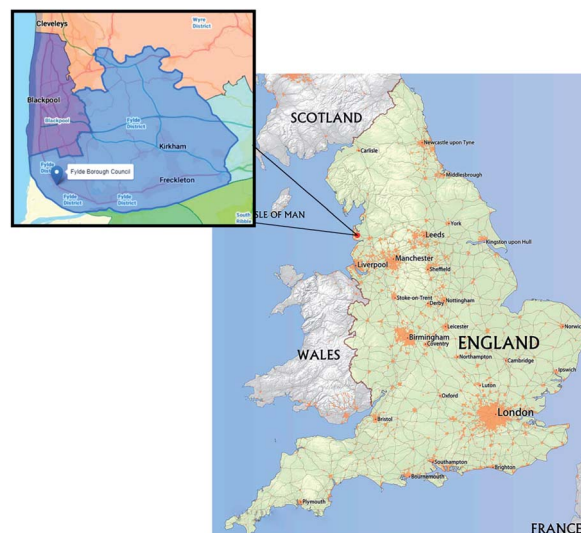 Cleveleys
Wyre
District
Blackpool
Blackpool
Fylde
District
Kirkham
Fylde
Fylde Borough Council
Freckleton
Fylde
District
Fylde
District
South
Ribble
SCOTLAND
Newcastle upon Tyne
Carlisle
Middlesbrough
ISLE OF MAN
York
Leeds
Kingston upon Hull
Manchester
Liverpool
Sheffield
Stoke-on-Trent
Derby
Nottingham
Leicester
Norwic
Birmingham
Coventry
ENGLAND
WALES
Northampton
Cambridge
Ipswich
Luton
Oxford
London
Bristol
Southampton
Brighton
Bournemouth
Plymouth
FRANCE